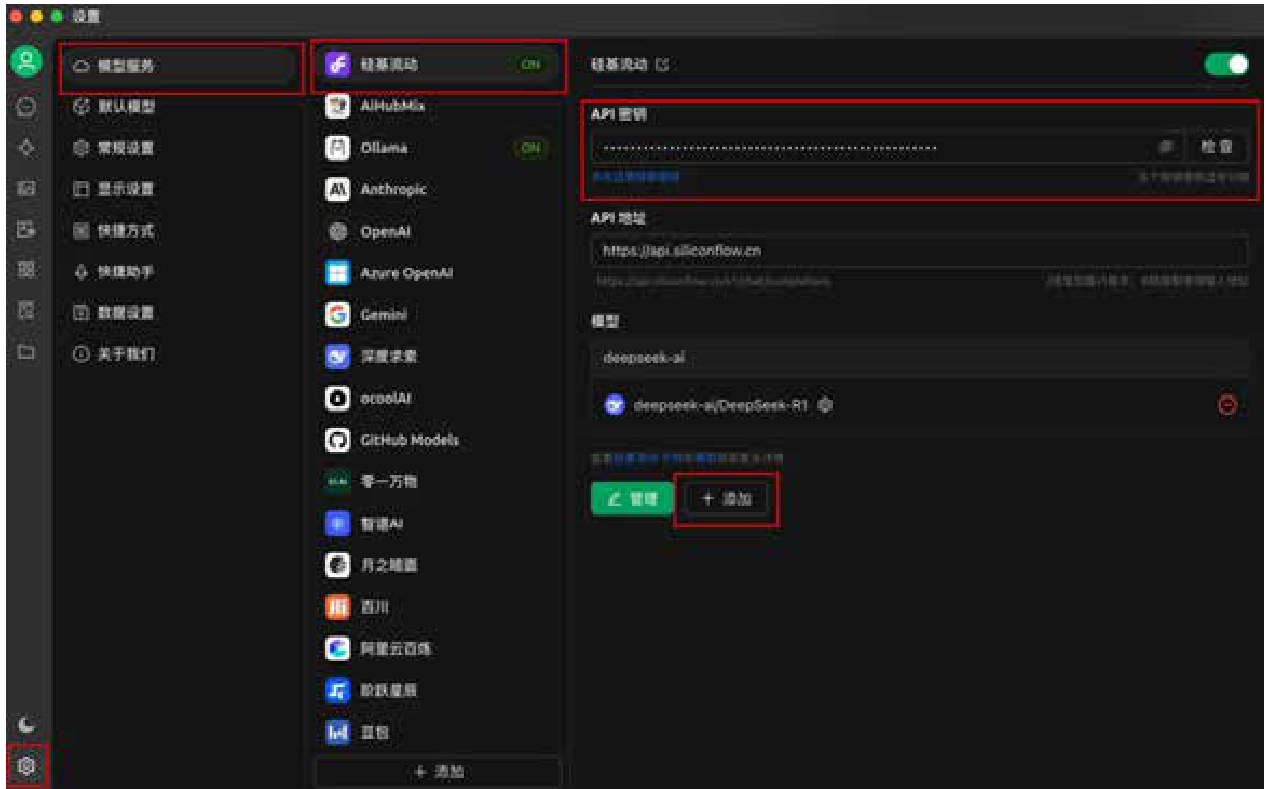 设置
模型服务
默认模型
常规设置
显示设置
快捷方式
快捷助手
数据设置
关于我们
硅基流动 ON
AiHubMix
Ollama ON
Anthropic
OpenAI
Azure OpenAI
Gemini
深度求索
ocoolAI
GitHub Models
零一万物
智谱AI
月之暗面
百川
阿里云百炼
阶跃星辰
豆包
+ 添加
硅基流动
API 密钥
检查
API 地址
https://api.siliconflow.cn
模型
deepseek-ai
deepseek-ai/DeepSeek-R1
管理
+ 添加